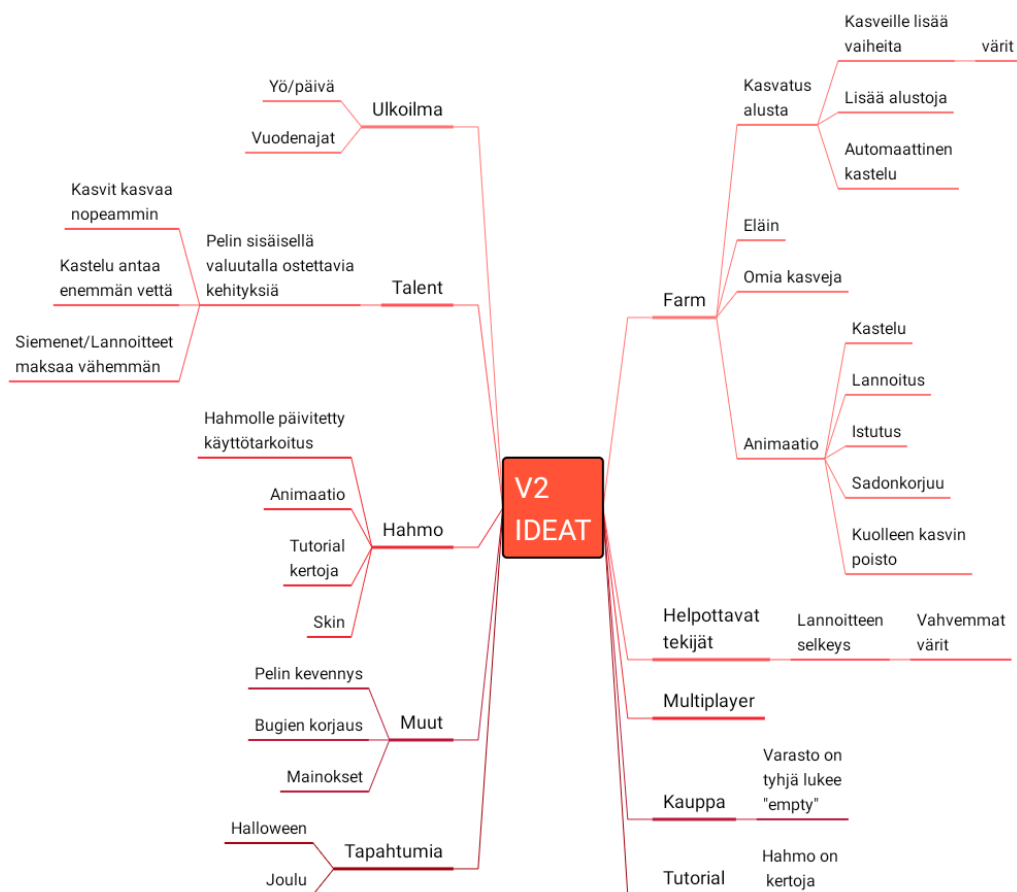 V2
IDEAT
Ulkoilma
Yö/päivä
Vuodenajat
Talent
Pelin sisäisellä
valuutalla ostettavia
kehityksiä
Kasvit kasvaa
nopeammin
Kastelu antaa
enemmän vettä
Siemenet/Lannoitteet
maksaa vähemmän
Hahmo
Hahmolle päivitetty
käyttötarkoitus
Animaatio
Tutorial
kertoja
Skin
Muut
Pelin kevennys
Bugien korjaus
Mainokset
Tapahtumia
Halloween
Joulu
Farm
Kasvatus
alusta
Kasveille lisää
vaiheita
värit
Lisää alustoja
Automaattinen
kastelu
Eläin
Omia kasveja
Animaatio
Kastelu
Lannoitus
Istutus
Sadonkorjuu
Kuolleen kasvin
poisto
Helpottavat
tekijät
Lannoitteen
selkeys
Vahvemmat
värit
Multiplayer
Kauppa
Varasto on
tyhjä lukee
"empty"
Tutorial
Hahmo on
kertoja